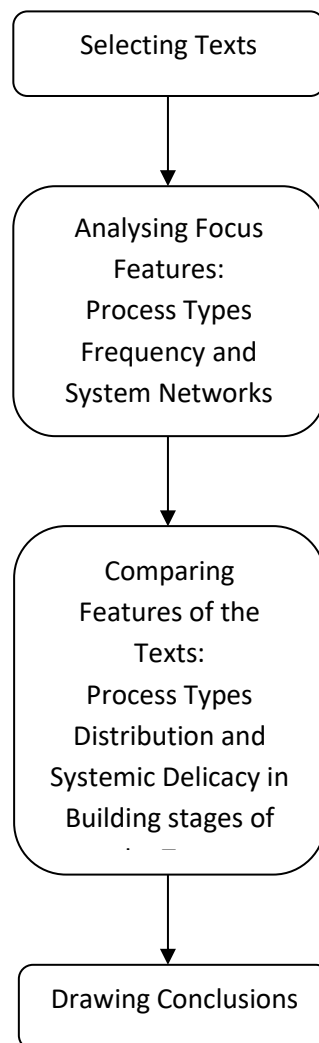 Selecting Texts
Analysing Focus
Features:
Process Types
Frequency and
System Networks
Comparing
Features of the
Texts:
Process Types
Distribution and
Systemic Delicacy in
Building stages of
Drawing Conclusions